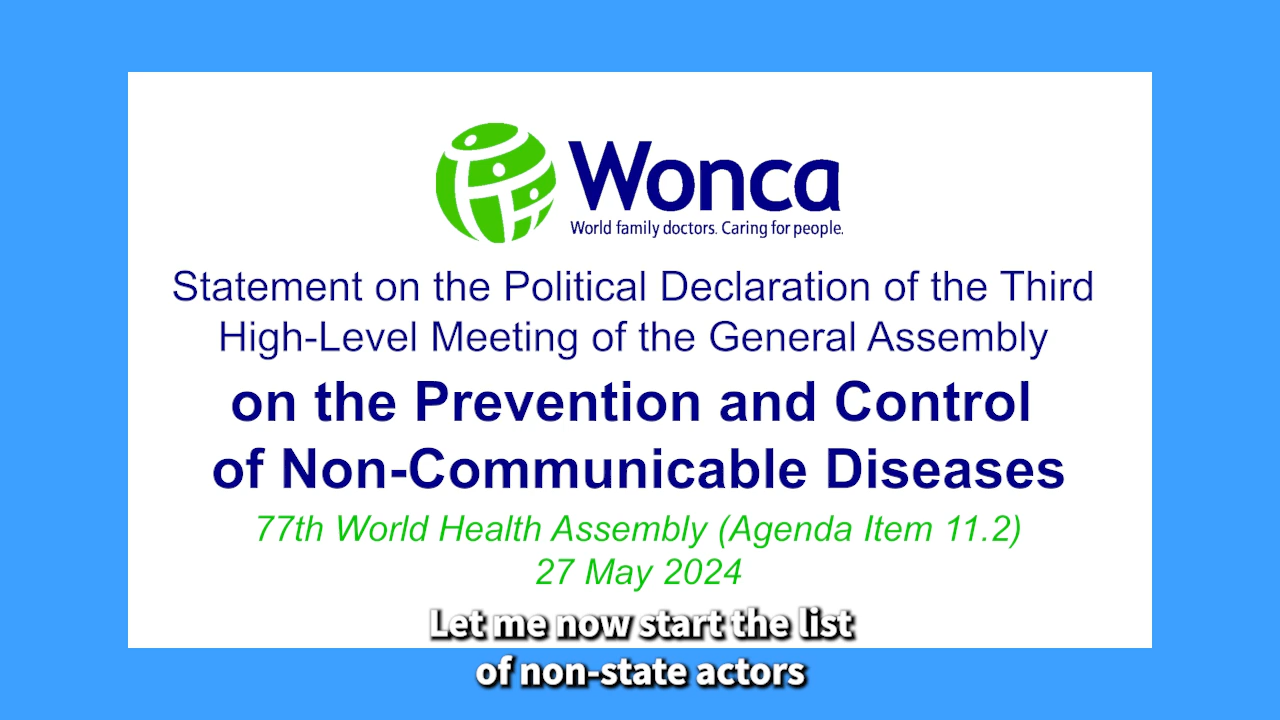 Wonca
World family doctors. Caring for people.
Statement on the Political Declaration of the Third
High-Level Meeting of the General Assembly
on the Prevention and Control
of Non-Communicable Diseases
77th World Health Assembly (Agenda Item 11.2)
27 May 2024
Let me now start the list
of non-state actors